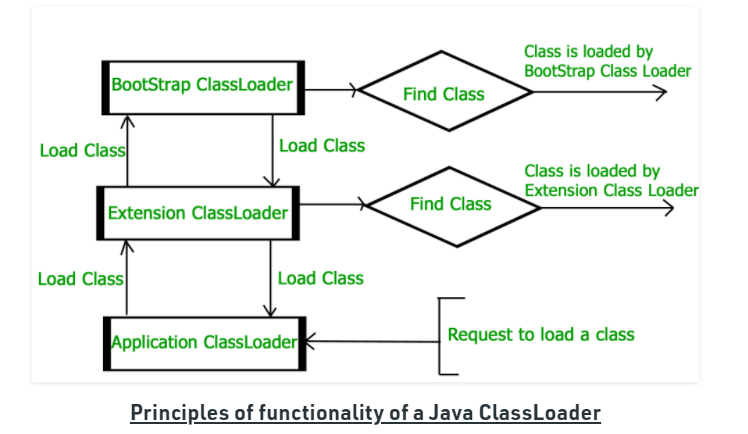 Class is loaded by
BootStrap Class Loader
BootStrap ClassLoader
Find Class
Load Class
Load Class
Class is loaded by
Extension Class Loader
Extension ClassLoader
Find Class
Load Class
Load Class
Application ClassLoader
Request to load a class
Principles of functionality of a Java ClassLoader